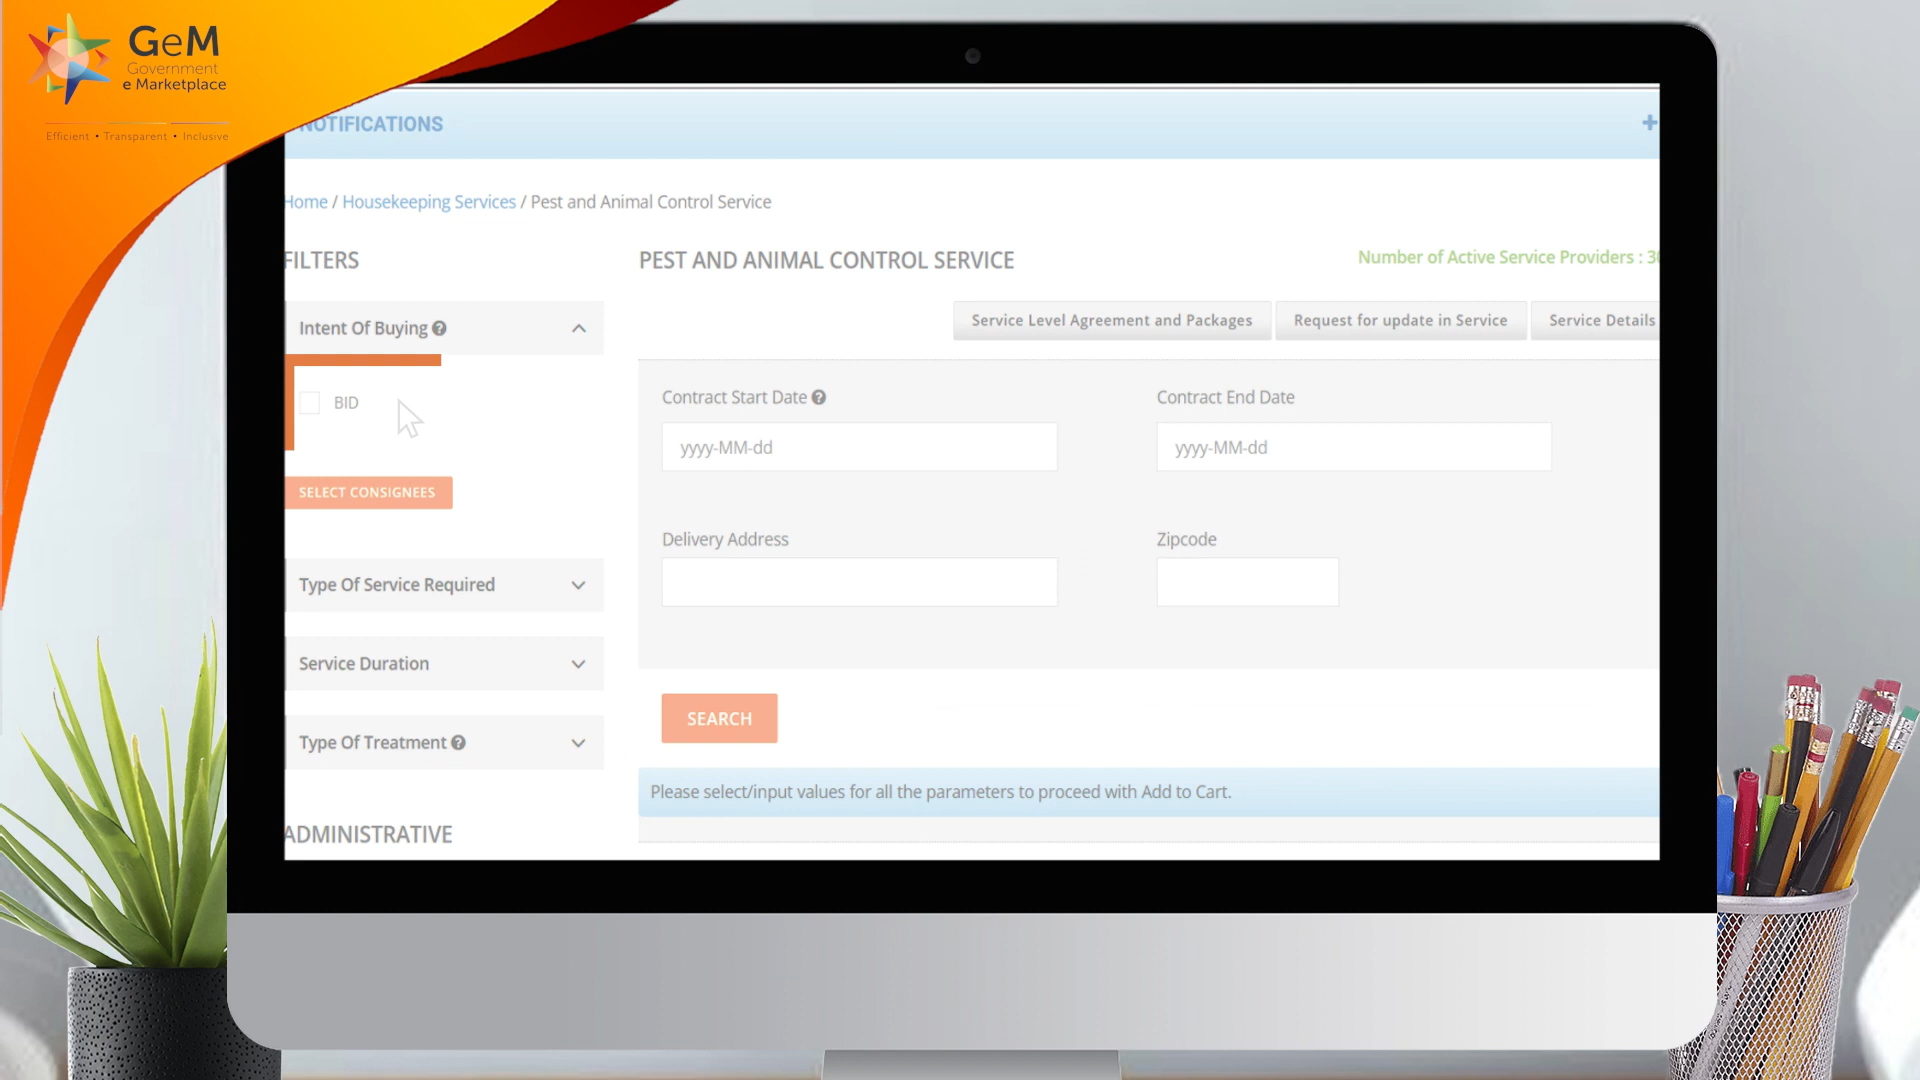 GeM
Government
e Marketplace
Efficient • Transparent • Inclusive
NOTIFICATIONS
Home / Housekeeping Services / Pest and Animal Control Service
FILTERS
PEST AND ANIMAL CONTROL SERVICE
Number of Active Service Providers : 30
Intent Of Buying
Service Level Agreement and Packages
Request for update in Service
Service Details
BID
Contract Start Date
Contract End Date
yyyy-MM-dd
yyyy-MM-dd
SELECT CONSIGNEES
Delivery Address
Zipcode
Type Of Service Required
Service Duration
SEARCH
Type Of Treatment
Please select/input values for all the parameters to proceed with Add to Cart.
ADMINISTRATIVE